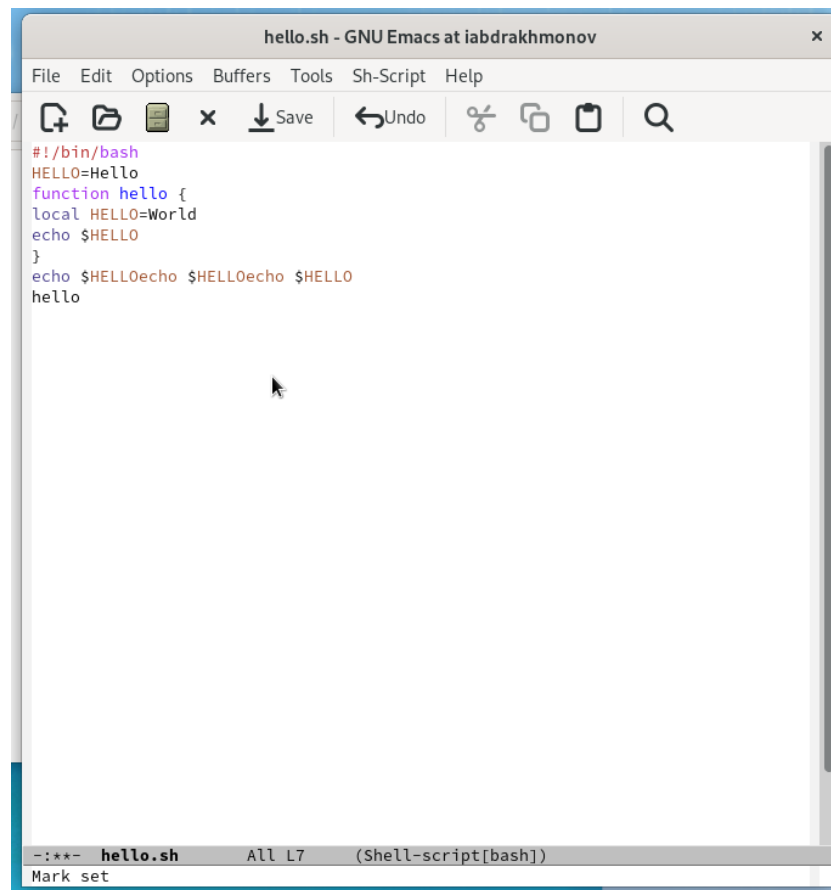 hello.sh - GNU Emacs at iabdrakhmonov ×
File Edit Options Buffers Tools Sh-Script Help
Save Undo
#!/bin/bash
HELLO=Hello
function hello {
local HELLO=World
echo $HELLO
}
echo $HELLOecho $HELLOecho $HELLO
hello
-:**- hello.sh All L7 (Shell-script[bash])
Mark set